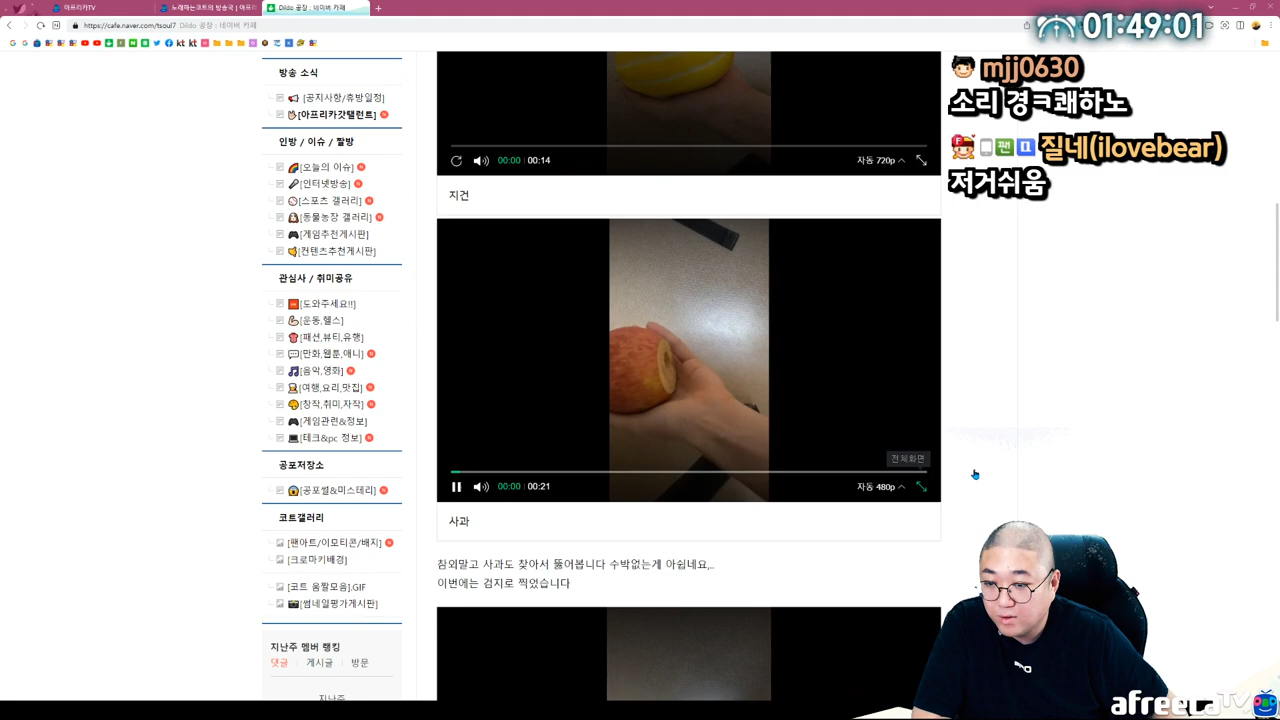 아프리카TV
노래하는코트의 방송국 | 아프리
Dildo 공장 : 네이버 카페
https://cafe.naver.com/tsoul7 Dildo 공장 : 네이버 카페
01:49:01
mjj0630
소리 경ㅋ쾌하노
질네(ilovebear)
저거쉬움
방송 소식
[공지사항/휴방일정]
[아프리카갓탤런트]
인방 / 이슈 / 짤방
[오늘의 이슈]
[인터넷방송]
[스포츠 갤러리]
[동물농장 갤러리]
[게임추천게시판]
[컨텐츠추천게시판]
관심사 / 취미공유
[도와주세요!!]
[운동,헬스]
[패션,뷰티,유행]
[만화,웹툰,애니]
[음악,영화]
[여행,요리,맛집]
[창작,취미,자작]
[게임관련&정보]
[테크&pc 정보]
공포저장소
[공포썰&미스테리]
코트갤러리
[팬아트/이모티콘/배지]
[크로마키배경]
[코트 움짤모음].GIF
[썸네일평가게시판]
지난주 멤버 랭킹
댓글 게시글 방문
지난주
00:00 00:14
자동 720p
지건
전체화면
00:00 00:21
자동 480p
사과
참외말고 사과도 찾아서 뚫어봅니다 수박없는게 아쉽네요,..
이번에는 검지로 찍었습니다
afreecaTV